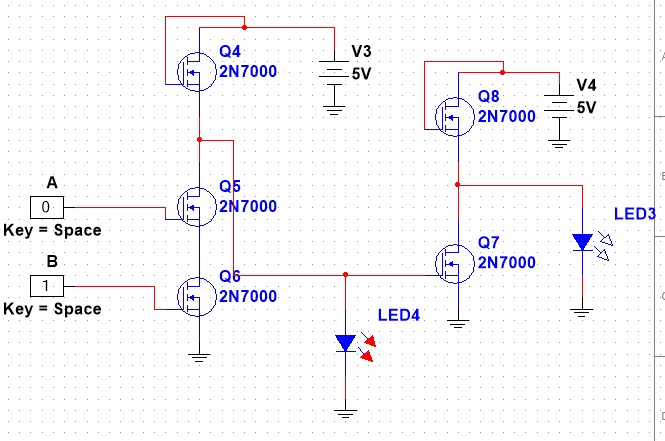 Q4
2N7000
V3
5V
Q8
2N7000
V4
5V
A
0
Key = Space
Q5
2N7000
B
1
Key = Space
Q6
2N7000
Q7
2N7000
LED3
LED4